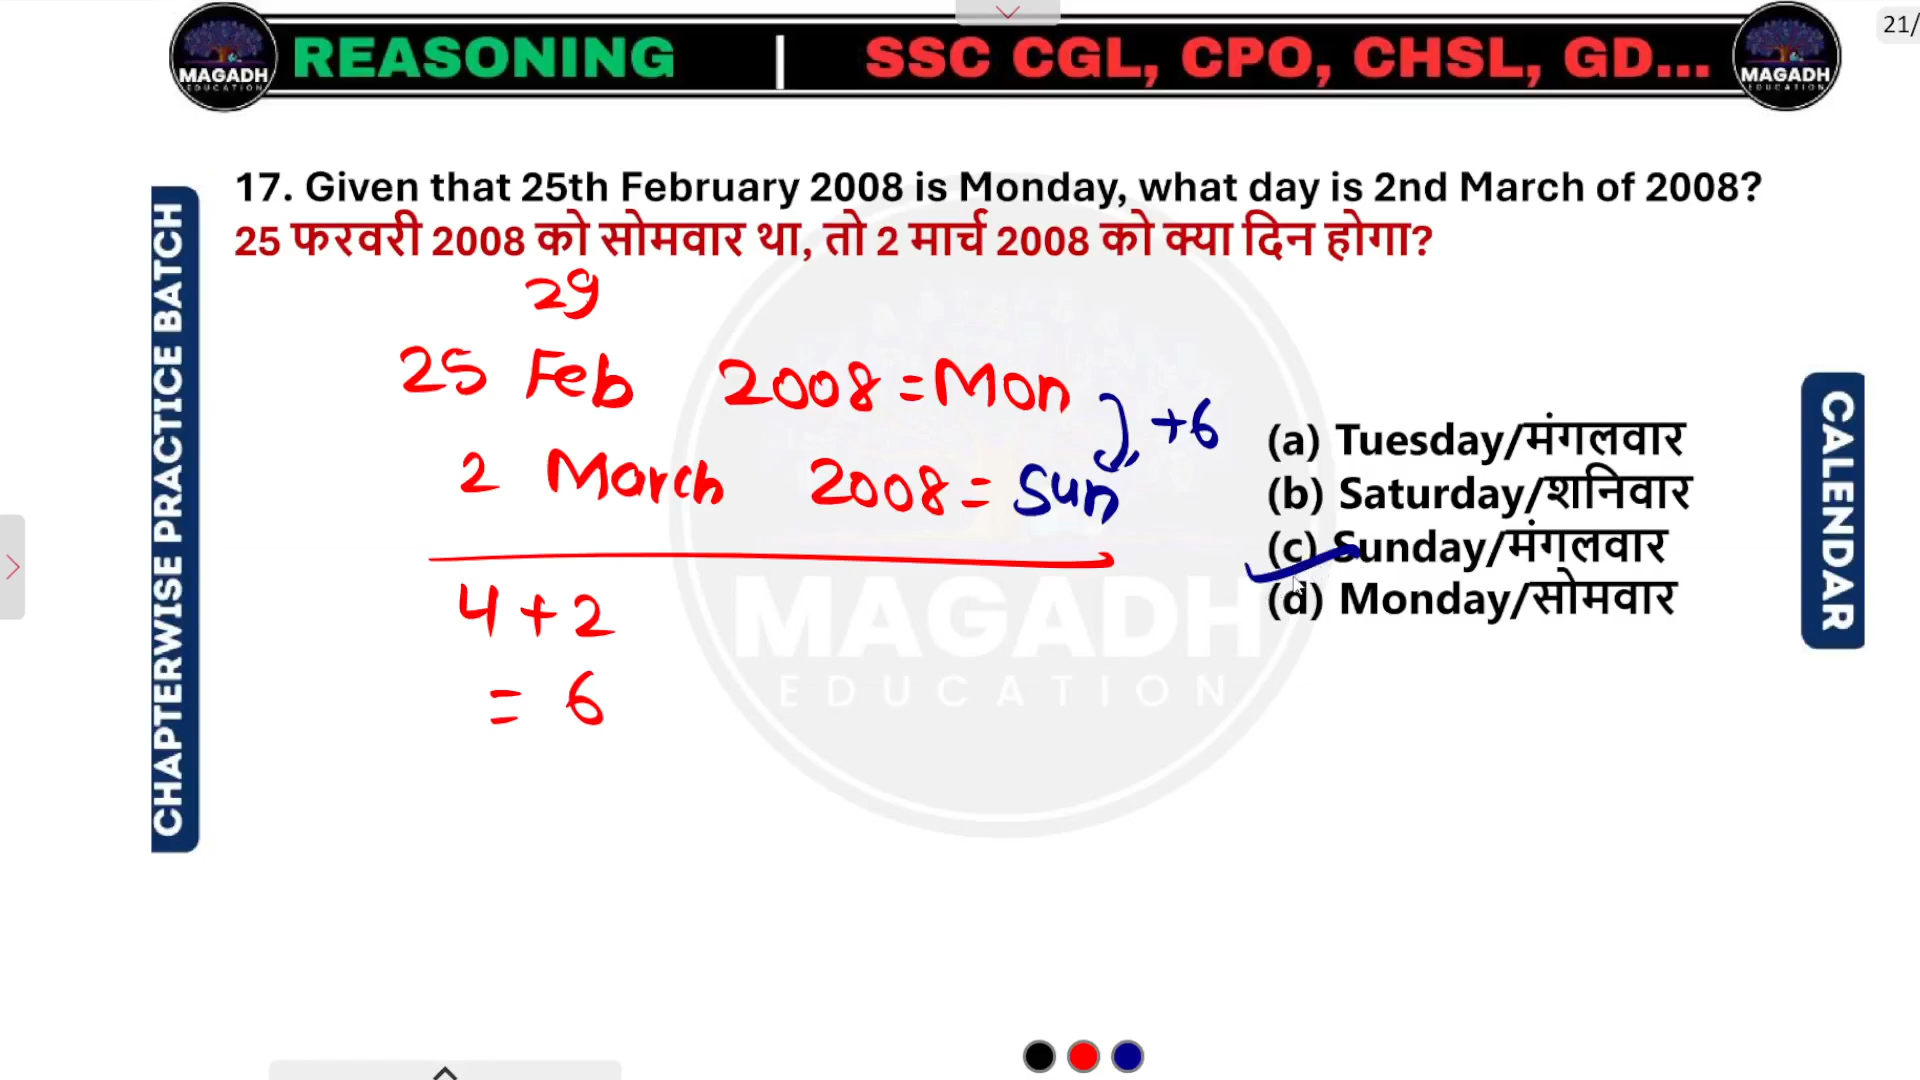 MAGADH
EDUCATION
REASONING | SSC CGL, CPO, CHSL, GD...
MAGADH
EDUCATION
21/
CHAPTERWISE PRACTICE BATCH
17. Given that 25th February 2008 is Monday, what day is 2nd March of 2008?
25 फरवरी 2008 को सोमवार था, तो 2 मार्च 2008 को क्या दिन होगा?
29
25 Feb 2008 = Mon
+6
2 March 2008 = Sun
4 + 2
= 6
(a) Tuesday/मंगलवार
(b) Saturday/शनिवार
(c) Sunday/मंगलवार
(d) Monday/सोमवार
CALENDAR
MAGADH
EDUCATION